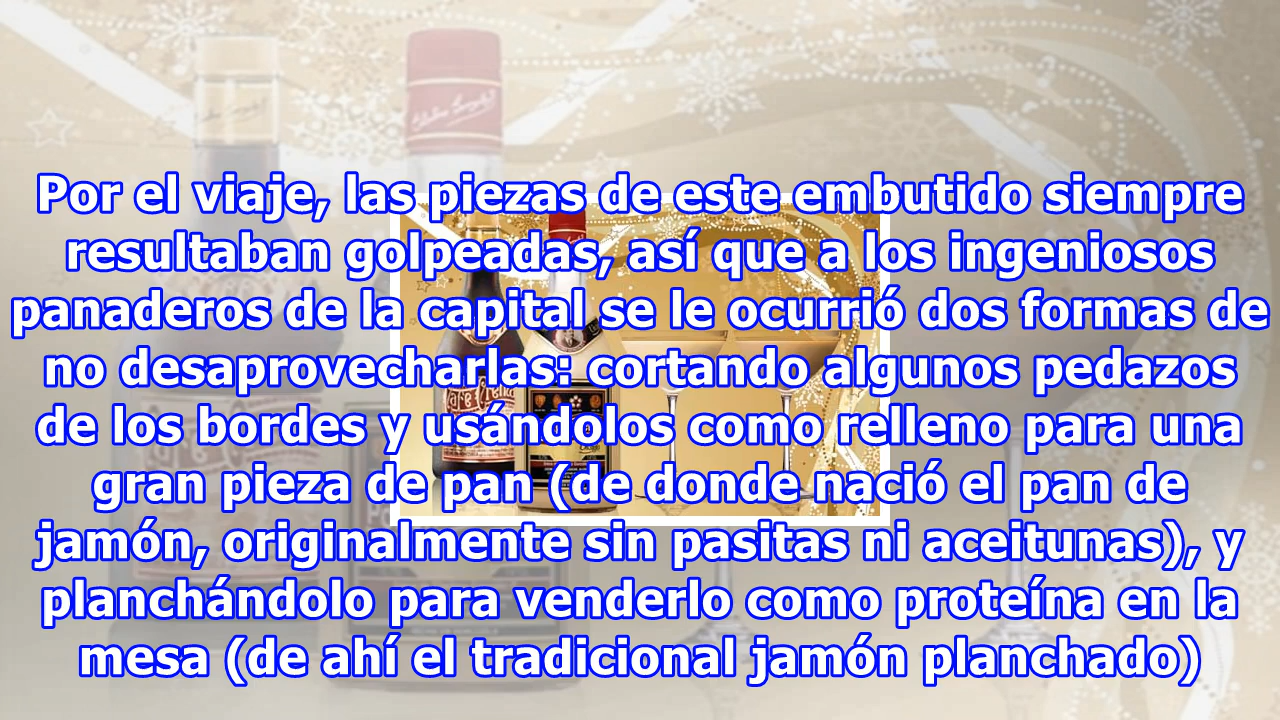 Por el viaje, las piezas de este embutido siempre
resultaban golpeadas, así que a los ingeniosos
panaderos de la capital se le ocurrió dos formas de
no desaprovecharlas: cortando algunos pedazos
de los bordes y usándolos como relleno para una
gran pieza de pan (de donde nació el pan de
jamón, originalmente sin pasitas ni aceitunas), y
planchándolo para venderlo como proteína en la
mesa (de ahí el tradicional jamón planchado)